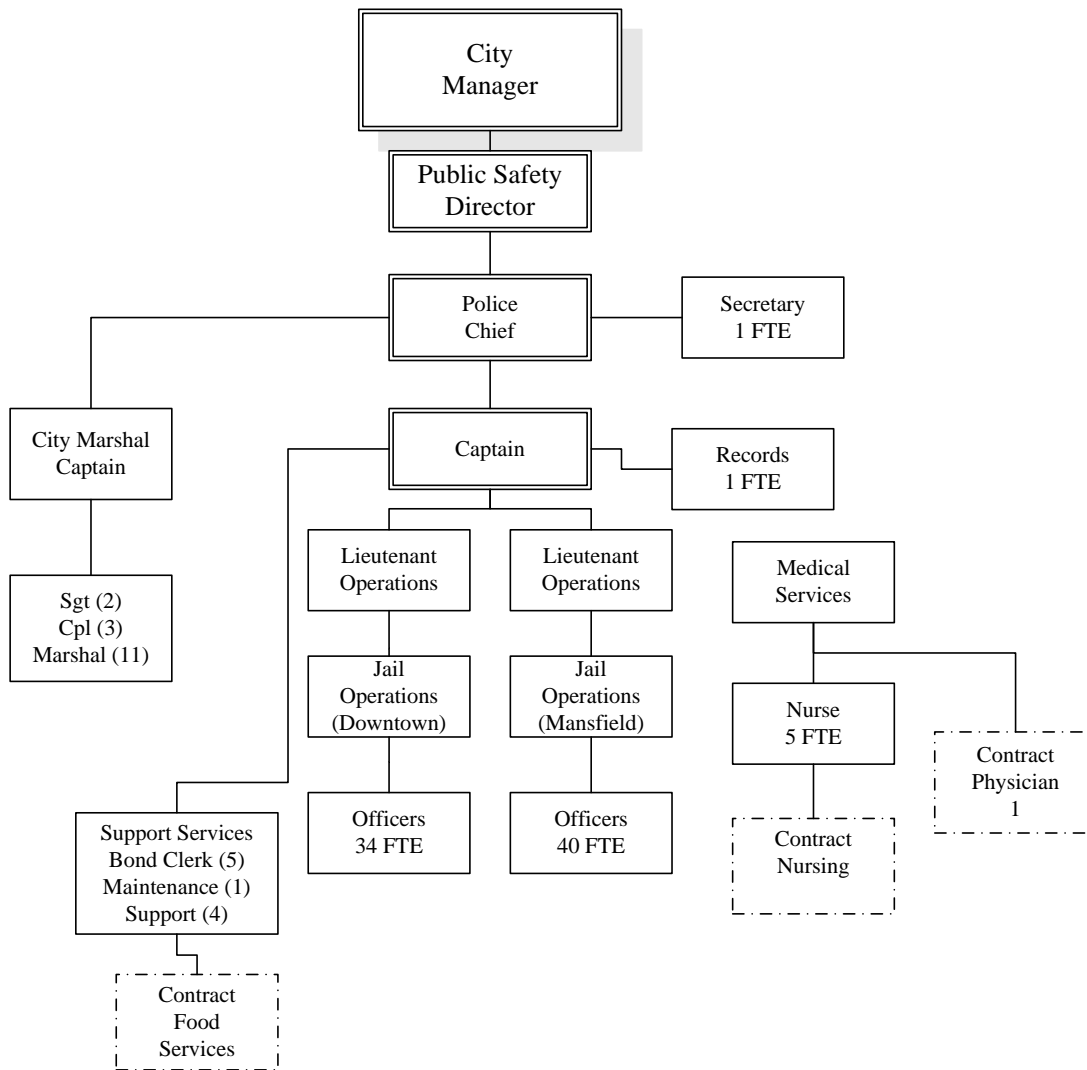 City
Manager
Public Safety
Director
Police
Chief
Secretary
1 FTE
City Marshal
Captain
Captain
Records
1 FTE
Lieutenant
Operations
Lieutenant
Operations
Medical
Services
Sgt (2)
Cpl (3)
Marshal (11)
Jail
Operations
(Downtown)
Jail
Operations
(Mansfield)
Nurse
5 FTE
Contract
Physician
1
Support Services
Bond Clerk (5)
Maintenance (1)
Support (4)
Officers
34 FTE
Officers
40 FTE
Contract
Nursing
Contract
Food
Services